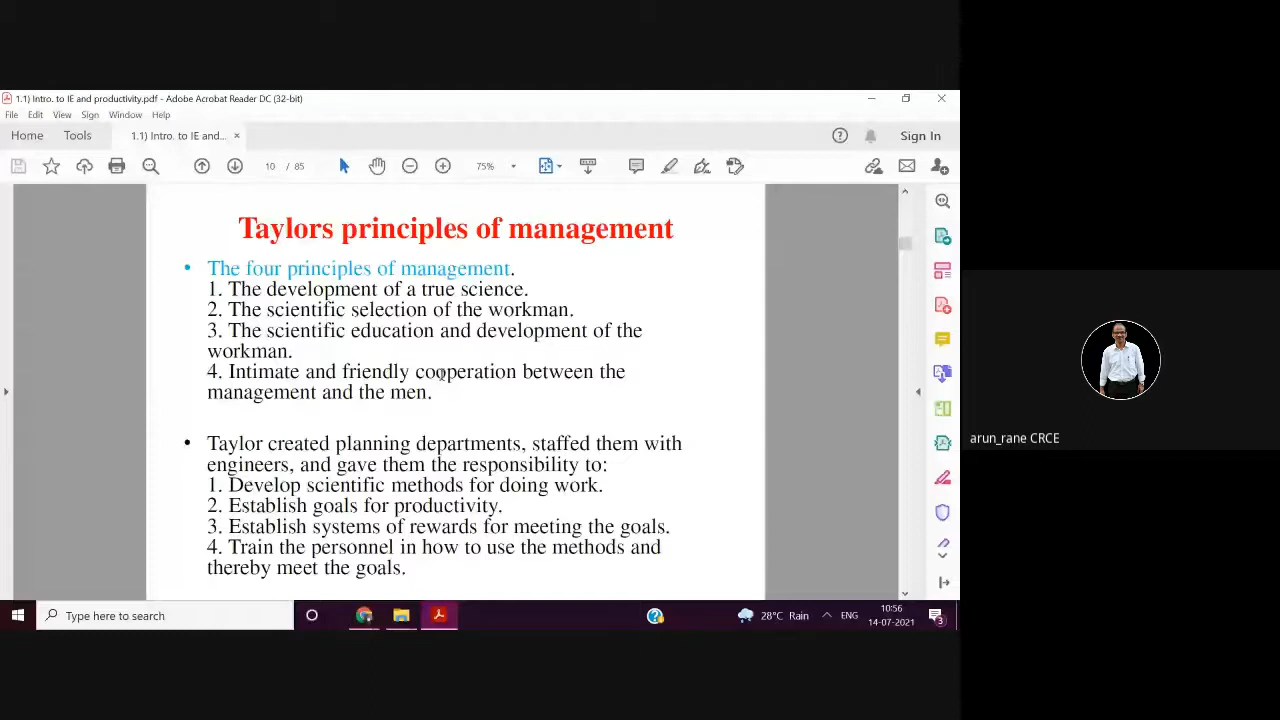 1.1) Intro. to IE and productivity.pdf - Adobe Acrobat Reader DC (32-bit)
File Edit View Sign Window Help
Home Tools 1.1) Intro. to IE and... × Sign In
10 / 85 75%
Taylors principles of management
• The four principles of management.
1. The development of a true science.
2. The scientific selection of the workman.
3. The scientific education and development of the
workman.
4. Intimate and friendly cooperation between the
management and the men.
• Taylor created planning departments, staffed them with
engineers, and gave them the responsibility to:
1. Develop scientific methods for doing work.
2. Establish goals for productivity.
3. Establish systems of rewards for meeting the goals.
4. Train the personnel in how to use the methods and
thereby meet the goals.
arun_rane CRCE
Type here to search
28°C Rain
ENG
10:56
14-07-2021
3